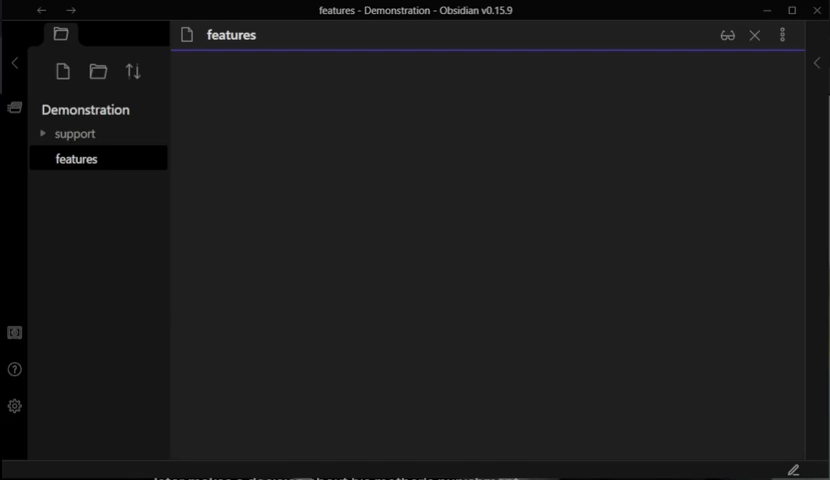 features - Demonstration - Obsidian v0.15.9
features
Demonstration
support
features